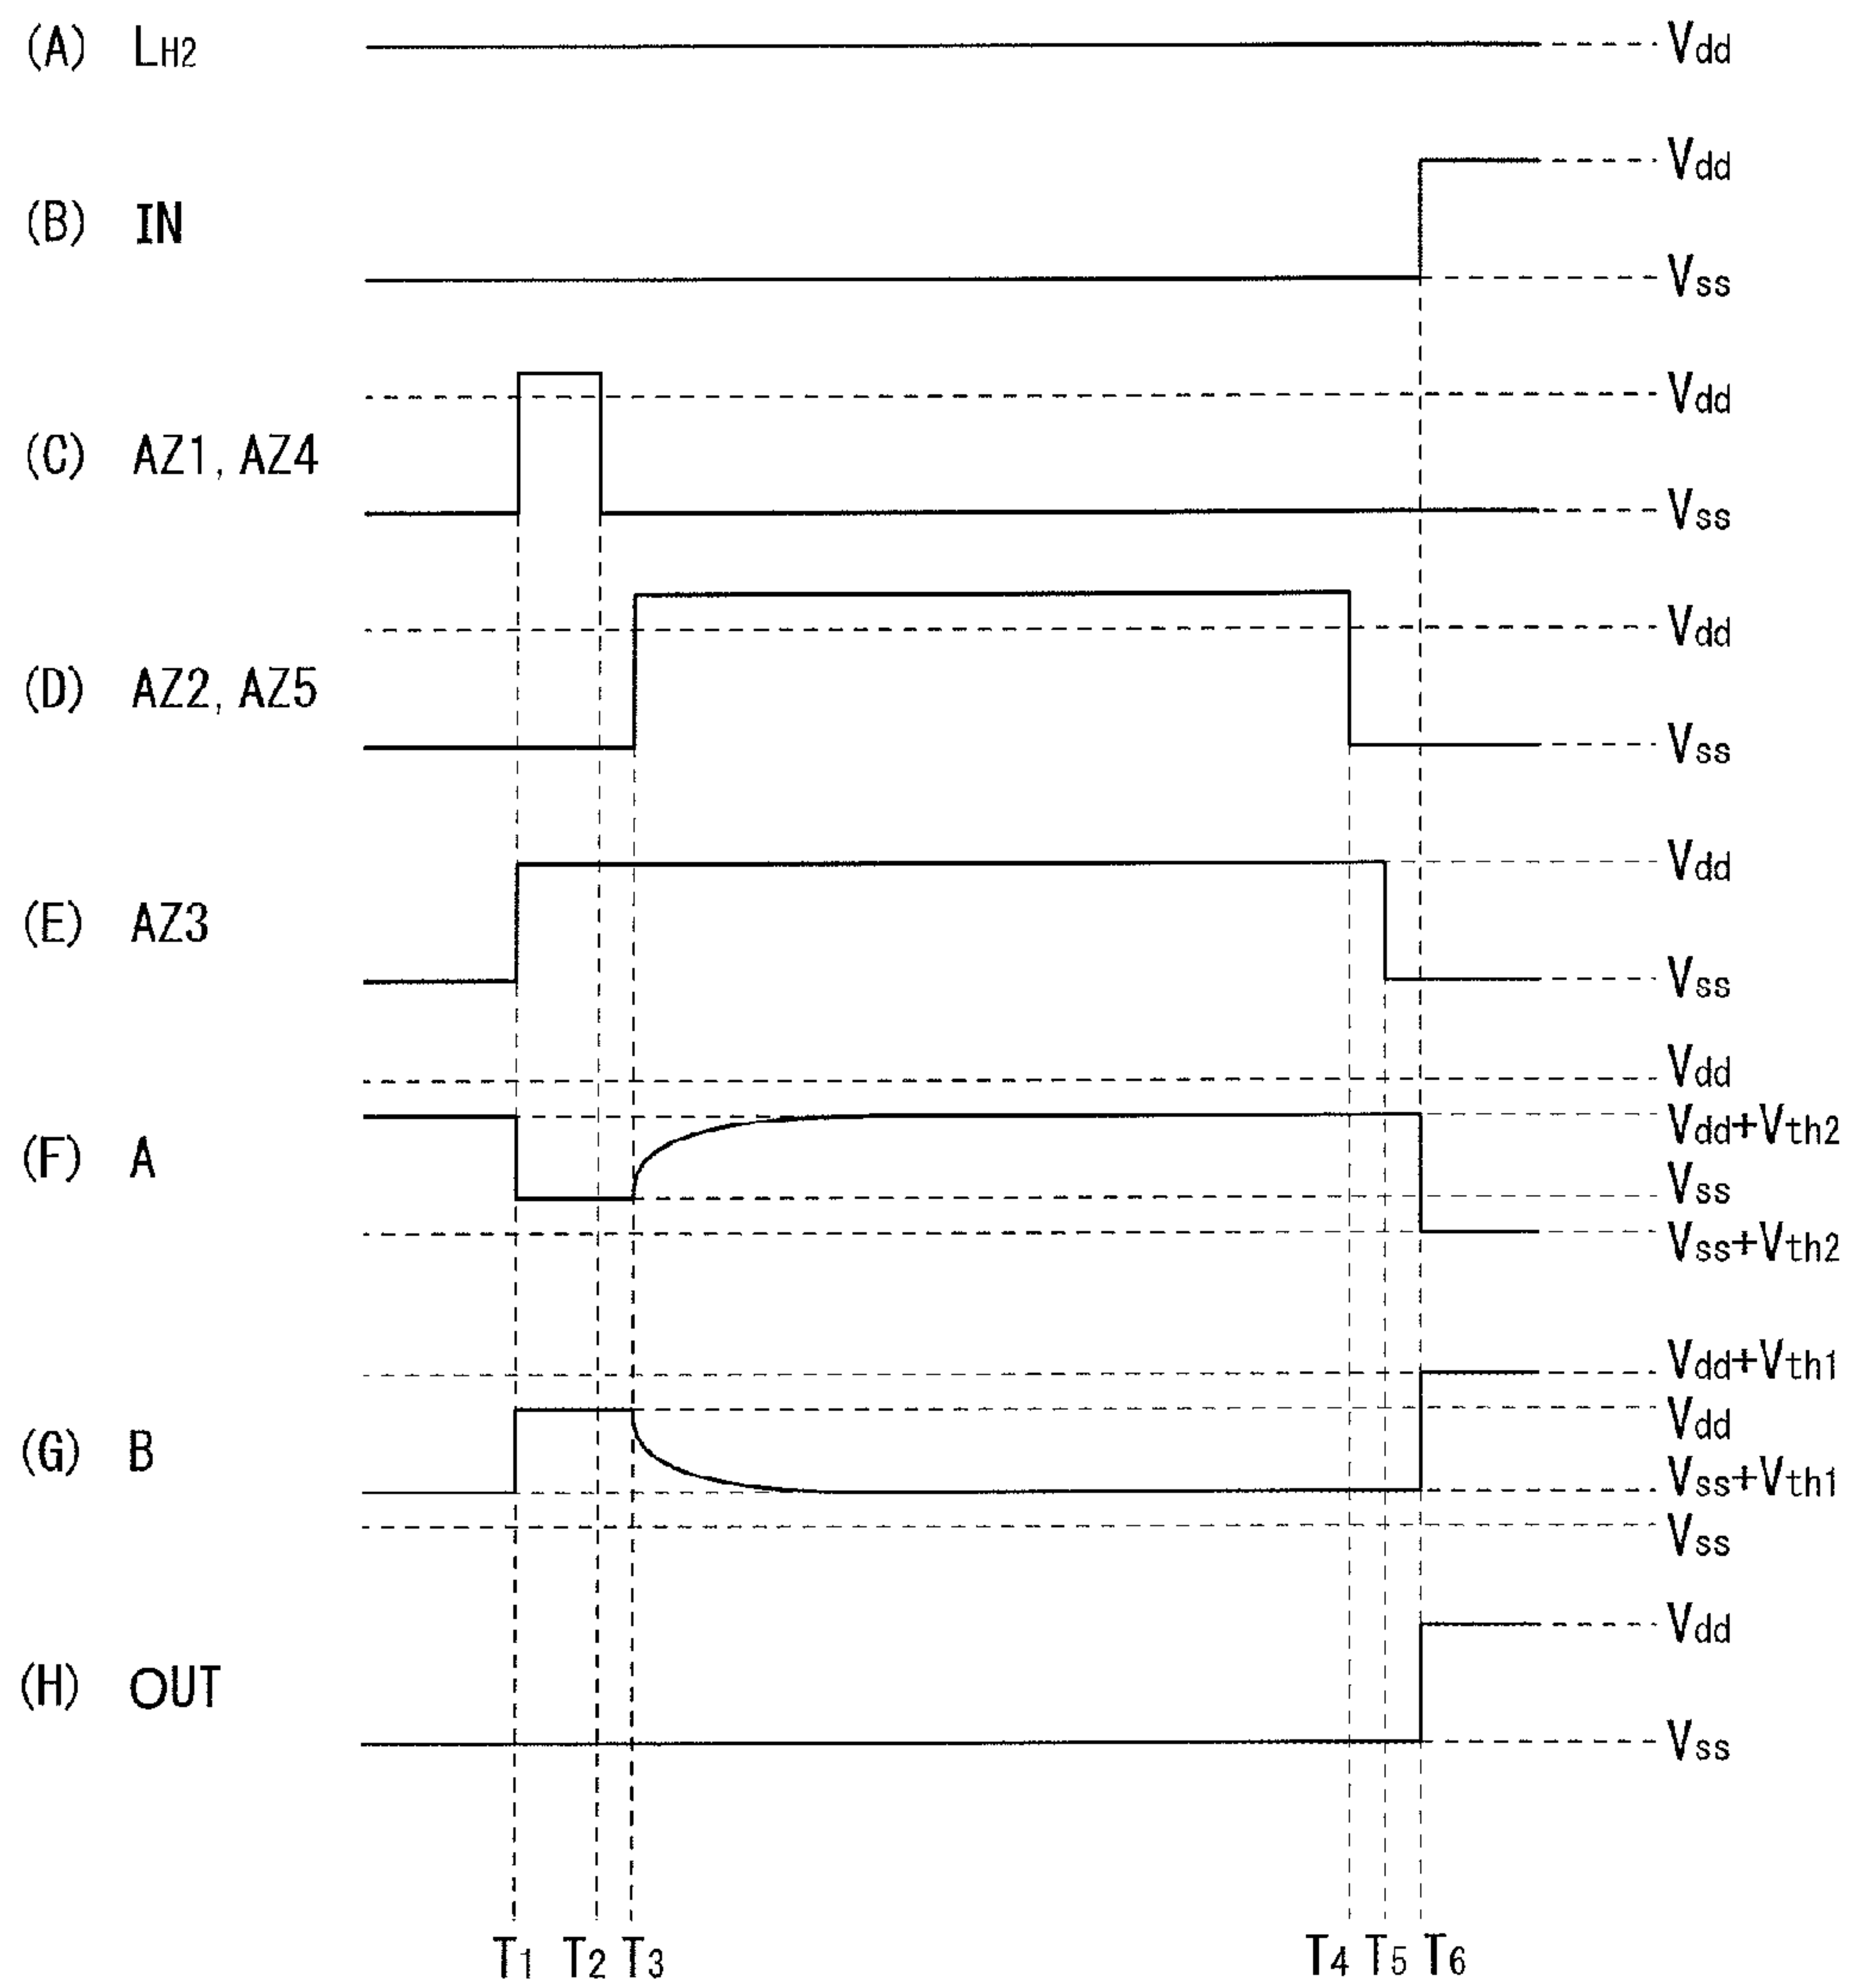 (A) LH2 Vdd
Vdd
(B) IN
Vss
Vdd
(C) AZ1, AZ4
Vss
Vdd
(D) AZ2, AZ5
Vss
Vdd
(E) AZ3
Vss
Vdd
Vdd+Vth2
(F) A
Vss
Vss+Vth2
Vdd+Vth1
Vdd
(G) B
Vss+Vth1
Vss
Vdd
(H) OUT
Vss
T1 T2 T3 T4 T5 T6